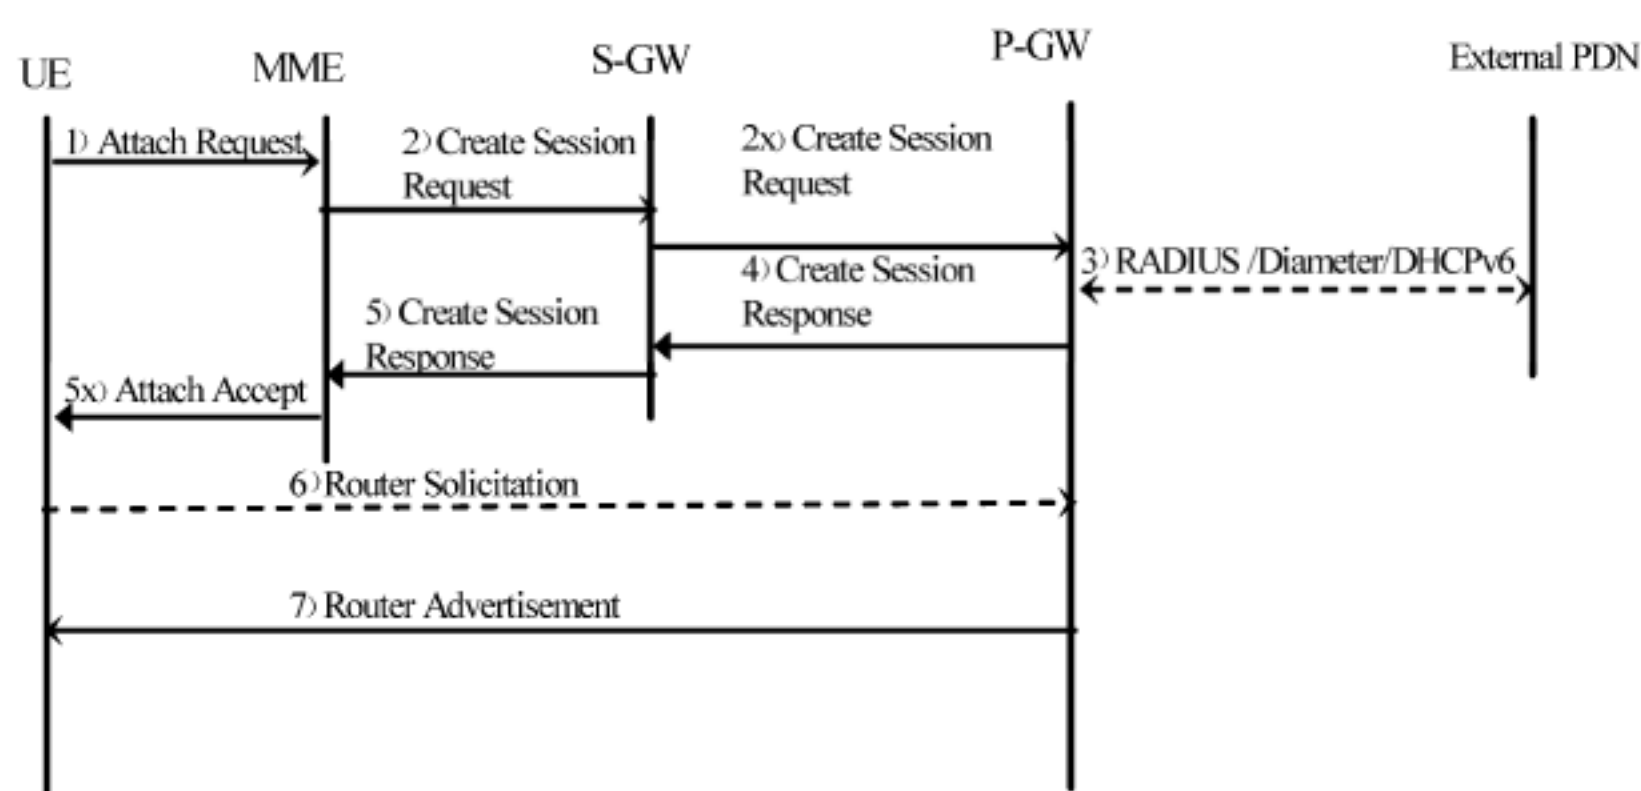 UE
MME
S-GW
P-GW
External PDN
1) Attach Request
2) Create Session
Request
2x) Create Session
Request
3) RADIUS /Diameter/DHCPv6
4) Create Session
Response
5) Create Session
Response
5x) Attach Accept
6) Router Solicitation
7) Router Advertisement